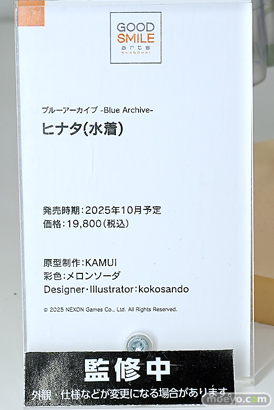 GOOD
SMILE
arts
SHANGHAI
ブルーアーカイブ -Blue Archive-
ヒナタ(水着)
発売時期：2025年10月予定
価格：19,800(税込)
原型制作：KAMUi
彩色：メロンソーダ
Designer・Illustrator：kokosando
© 2025 NEXON Games Co., Ltd. All Rights Reserved.
監修中
外観・仕様などが変更になる場合があります。
moeyo.com